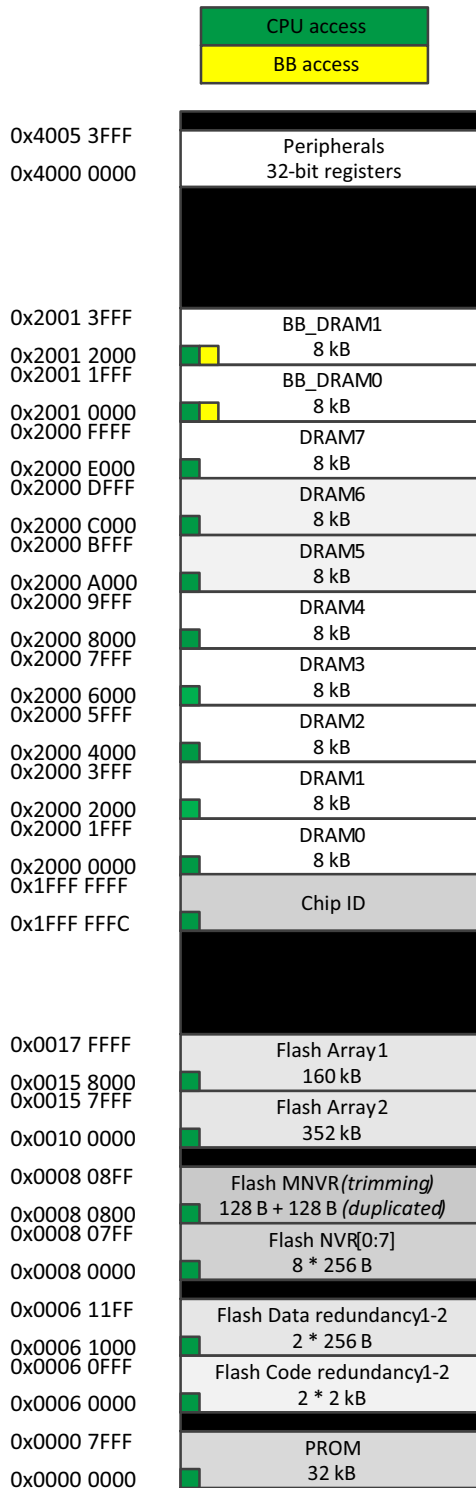 CPU access
BB access
0x4005 3FFF
Peripherals
0x4000 0000
32-bit registers
0x2001 3FFF
BB_DRAM1
0x2001 2000
8 kB
0x2001 1FFF
BB_DRAM0
0x2001 0000
8 kB
0x2000 FFFF
DRAM7
0x2000 E000
8 kB
0x2000 DFFF
DRAM6
0x2000 C000
8 kB
0x2000 BFFF
DRAM5
0x2000 A000
8 kB
0x2000 9FFF
DRAM4
0x2000 8000
8 kB
0x2000 7FFF
DRAM3
0x2000 6000
8 kB
0x2000 5FFF
DRAM2
0x2000 4000
8 kB
0x2000 3FFF
DRAM1
0x2000 2000
8 kB
0x2000 1FFF
DRAM0
0x2000 0000
8 kB
0x1FFF FFFF
Chip ID
0x1FFF FFFC
0x0017 FFFF
Flash Array1
0x0015 8000
160 kB
0x0015 7FFF
Flash Array2
0x0010 0000
352 kB
0x0008 08FF
Flash MNVR (trimming)
0x0008 0800
128 B + 128 B (duplicated)
0x0008 07FF
Flash NVR[0:7]
0x0008 0000
8 * 256 B
0x0006 11FF
Flash Data redundancy1-2
0x0006 1000
2 * 256 B
0x0006 0FFF
Flash Code redundancy1-2
0x0006 0000
2 * 2 kB
0x0000 7FFF
PROM
0x0000 0000
32 kB